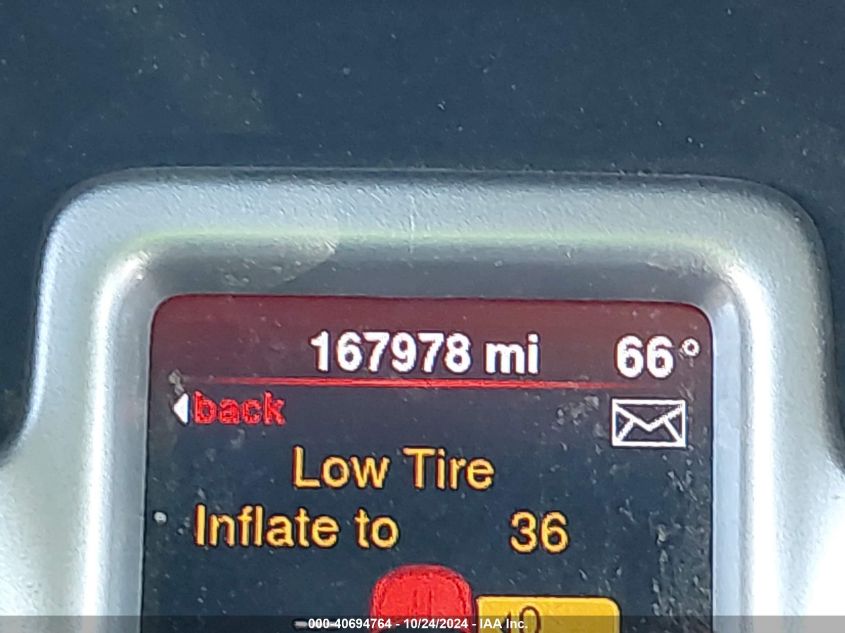 167978 mi 66°
back
Low Tire
Inflate to 36
000-40694764 - 10/24/2024 - IAA Inc.